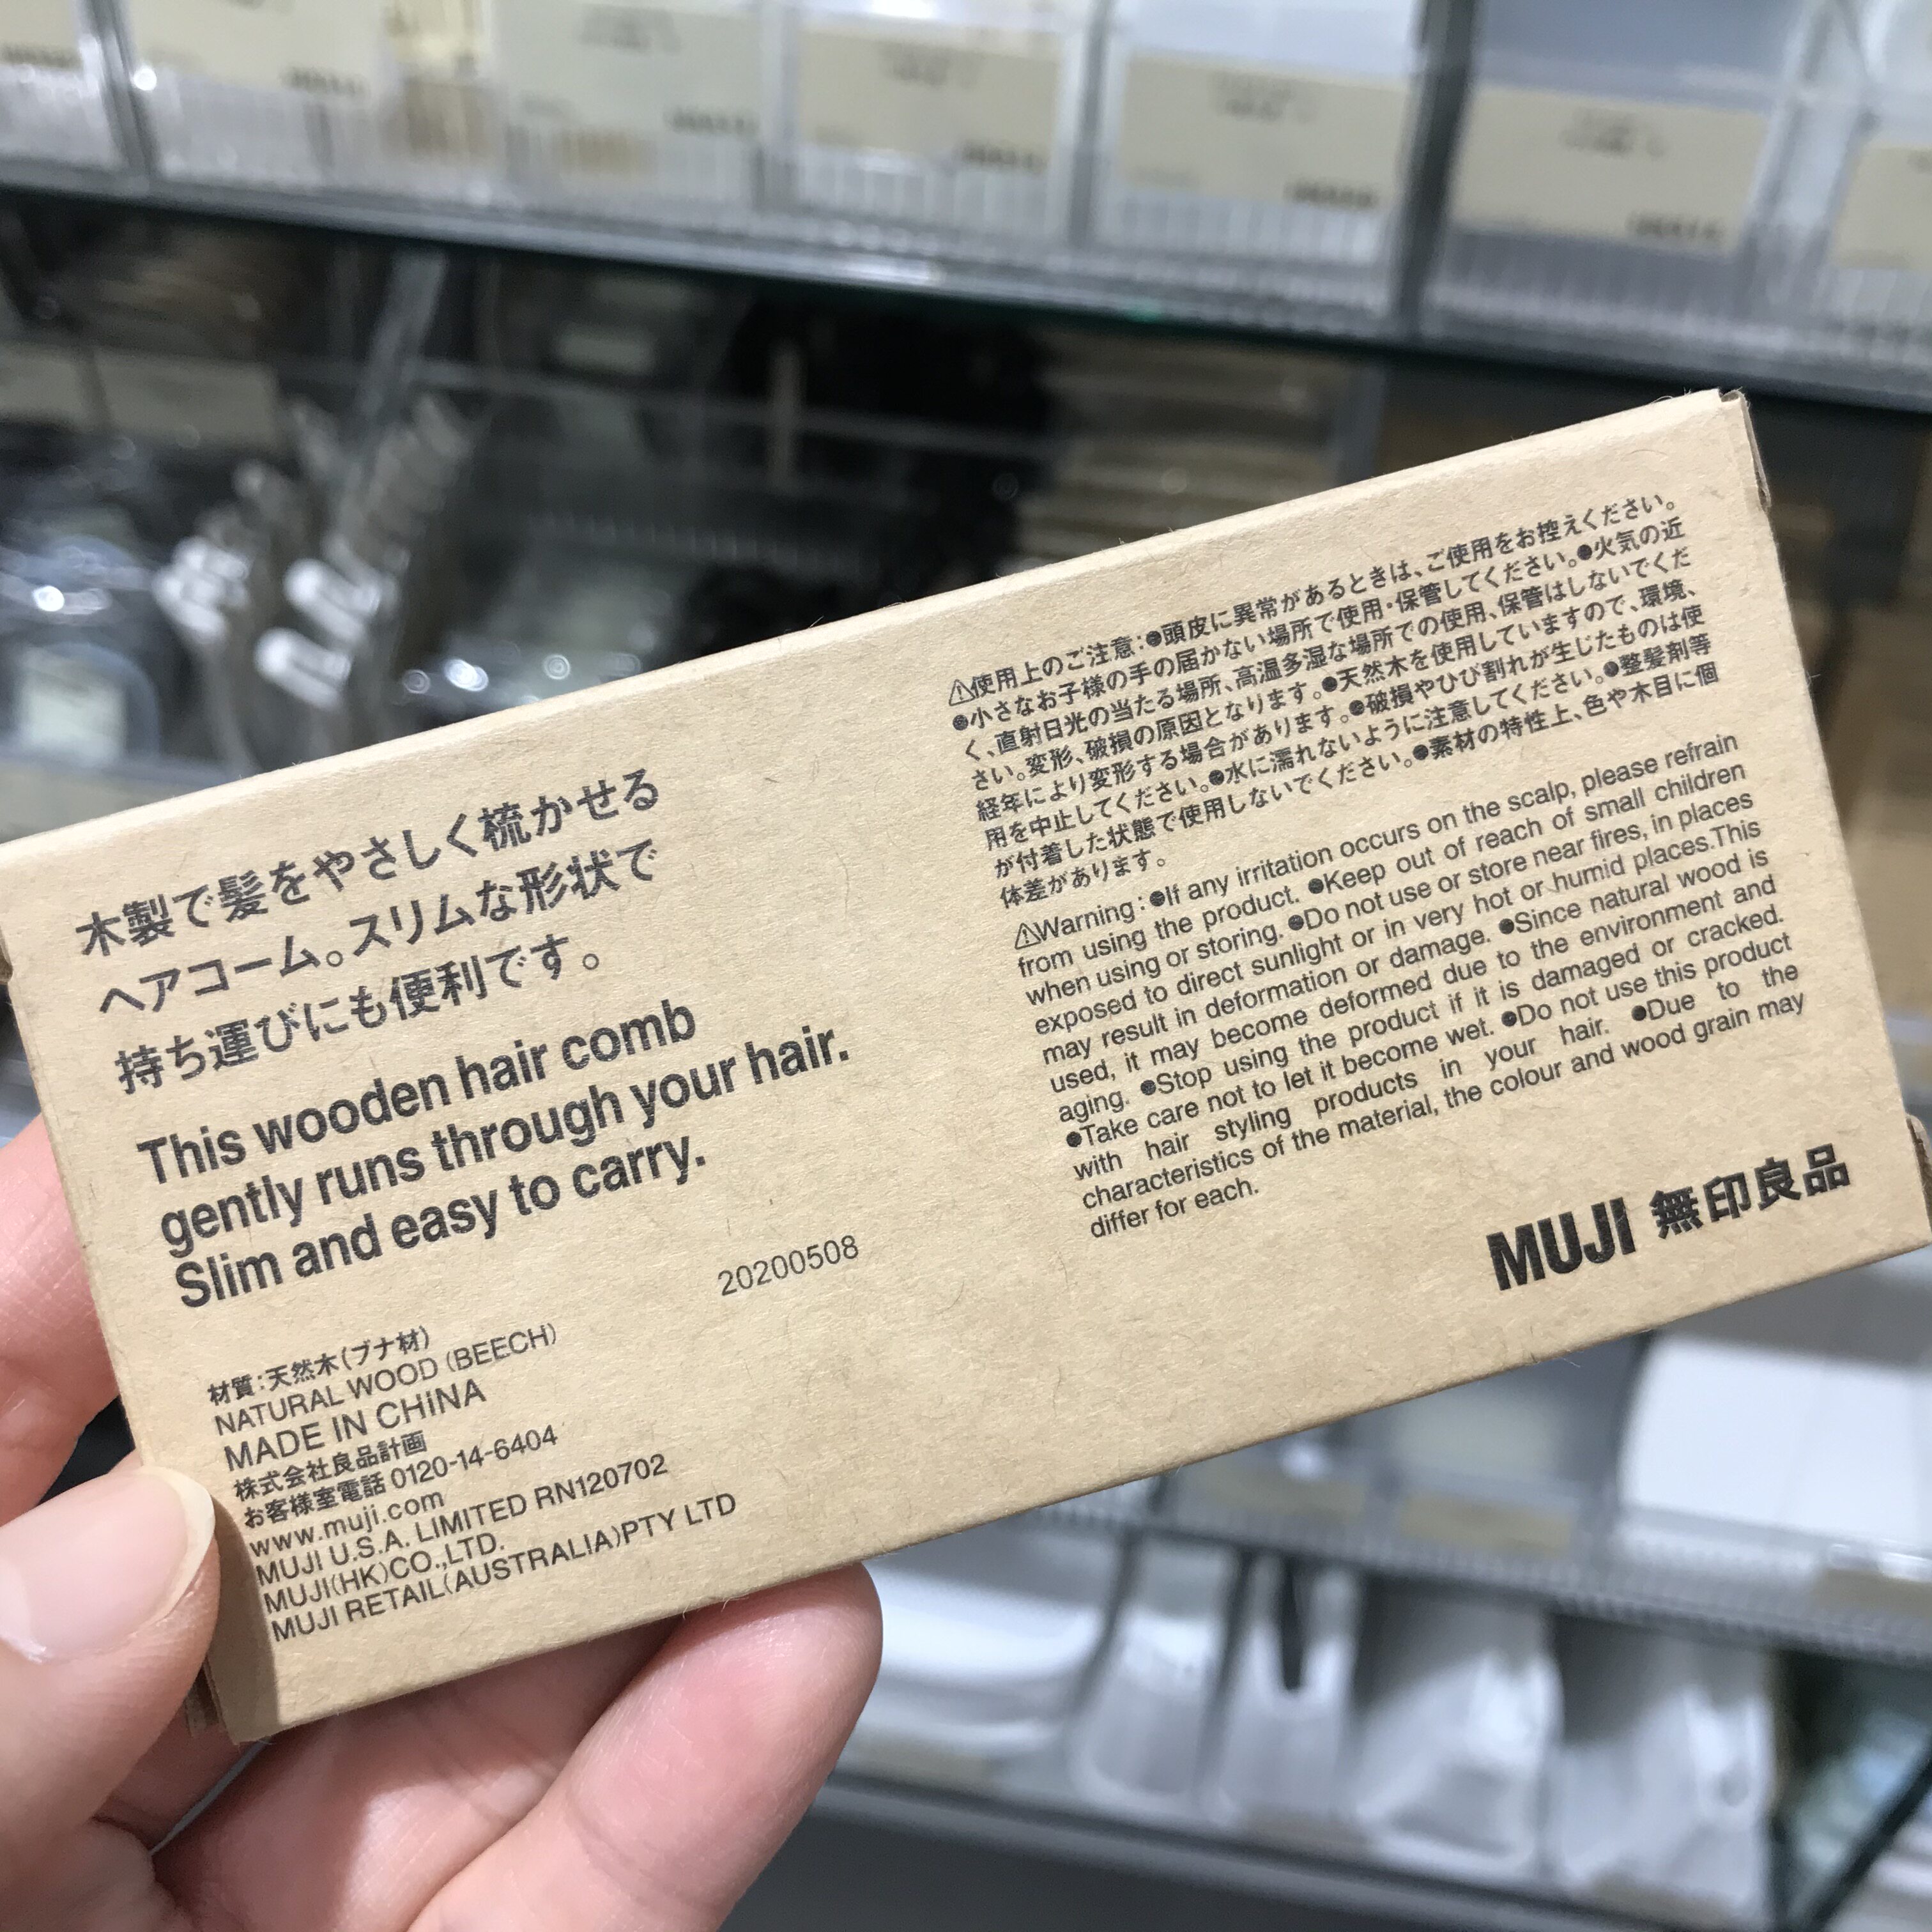 木製で髪をやさしく梳かせる
ヘアコーム。スリムな形状で
持ち運びにも便利です。
This wooden hair comb
gently runs through your hair.
Slim and easy to carry.
20200508
材質:天然木(ブナ材)
NATURAL WOOD (BEECH)
MADE IN CHINA
株式会社良品計画
お客様室電話 0120-14-6404
www.muji.com
MUJI U.S.A. LIMITED RN120702
MUJI(HK)CO.,LTD.
MUJI RETAIL(AUSTRALIA)PTY LTD
⚠使用上のご注意:●頭皮に異常があるときは、ご使用をお控えください。
●小さなお子様の手の届かない場所で使用・保管してください。●火気の近
く、直射日光の当たる場所、高温多湿な場所での使用、保管はしないでくだ
さい。変形、破損の原因となります。●天然木を使用していますので、環境、
経年により変形する場合があります。●破損やひび割れが生じたものは使
用を中止してください。●水に濡れないように注意してください。●整髪剤等
が付着した状態で使用しないでください。●素材の特性上、色や木目に個
体差があります。
⚠Warning:●If any irritation occurs on the scalp, please refrain
from using the product. ●Keep out of reach of small children
when using or storing. ●Do not use or store near fires, in places
exposed to direct sunlight or in very hot or humid places.This
may result in deformation or damage. ●Since natural wood is
used, it may become deformed due to the environment and
aging. ●Stop using the product if it is damaged or cracked.
●Take care not to let it become wet. ●Do not use this product
with hair styling products in your hair. ●Due to the
characteristics of the material, the colour and wood grain may
differ for each.
MUJI 無印良品